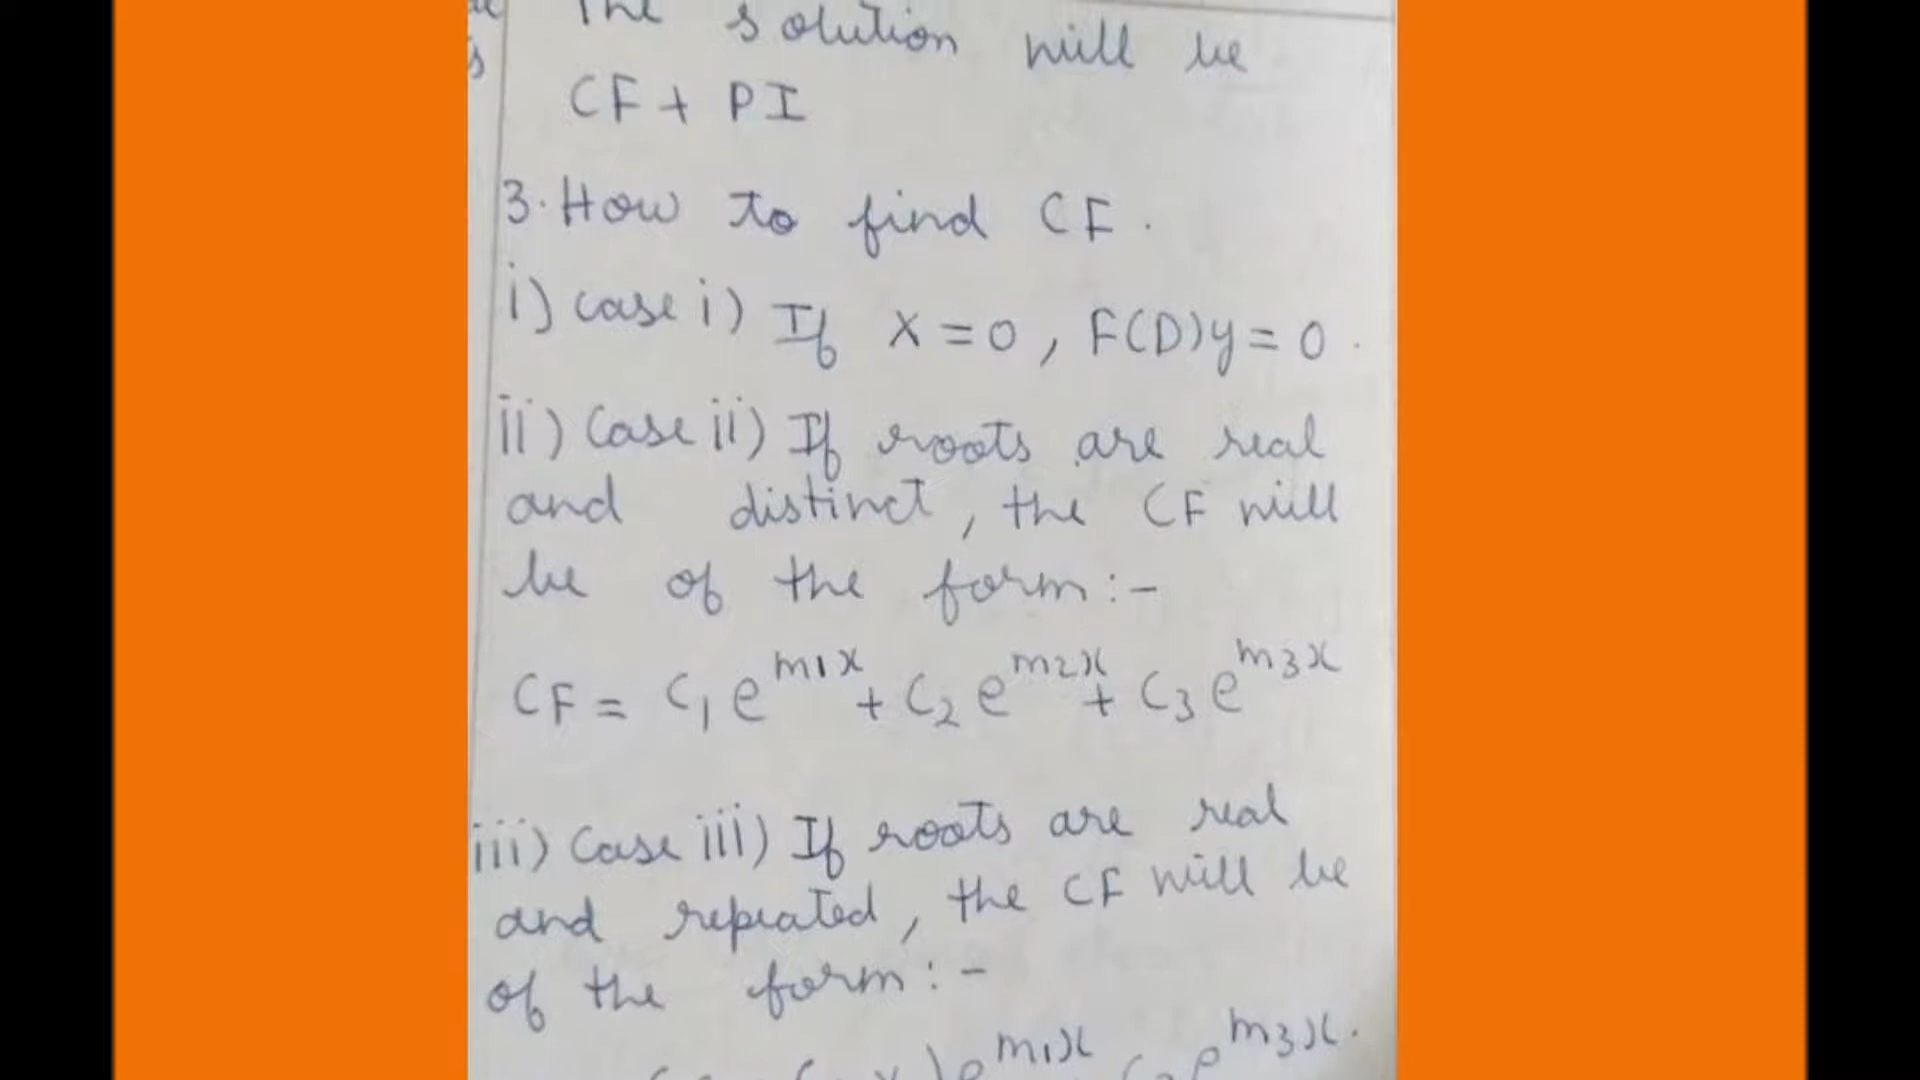 The solution will be
CF + PI
3. How to find CF.
i) case i) If X = 0, F(D)y = 0.
ii) Case ii) If roots are real
and distinct, the CF will
be of the form:-
CF = C₁e^m1x + C₂e^m2x + C₃e^m3x
iii) Case iii) If roots are real
and repeated, the CF will be
of the form:-
)e^m1x e^m3x.